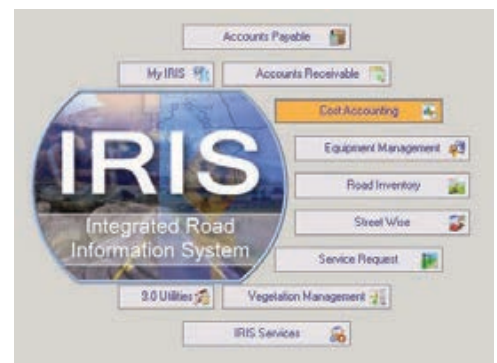 Accounts Payable
My IRIS
Accounts Receivable
Cost Accounting
Equipment Management
Road Inventory
Street Wise
Service Request
IRIS
Integrated Road
Information System
9.0 Utilities
Vegetation Management
IRIS Services